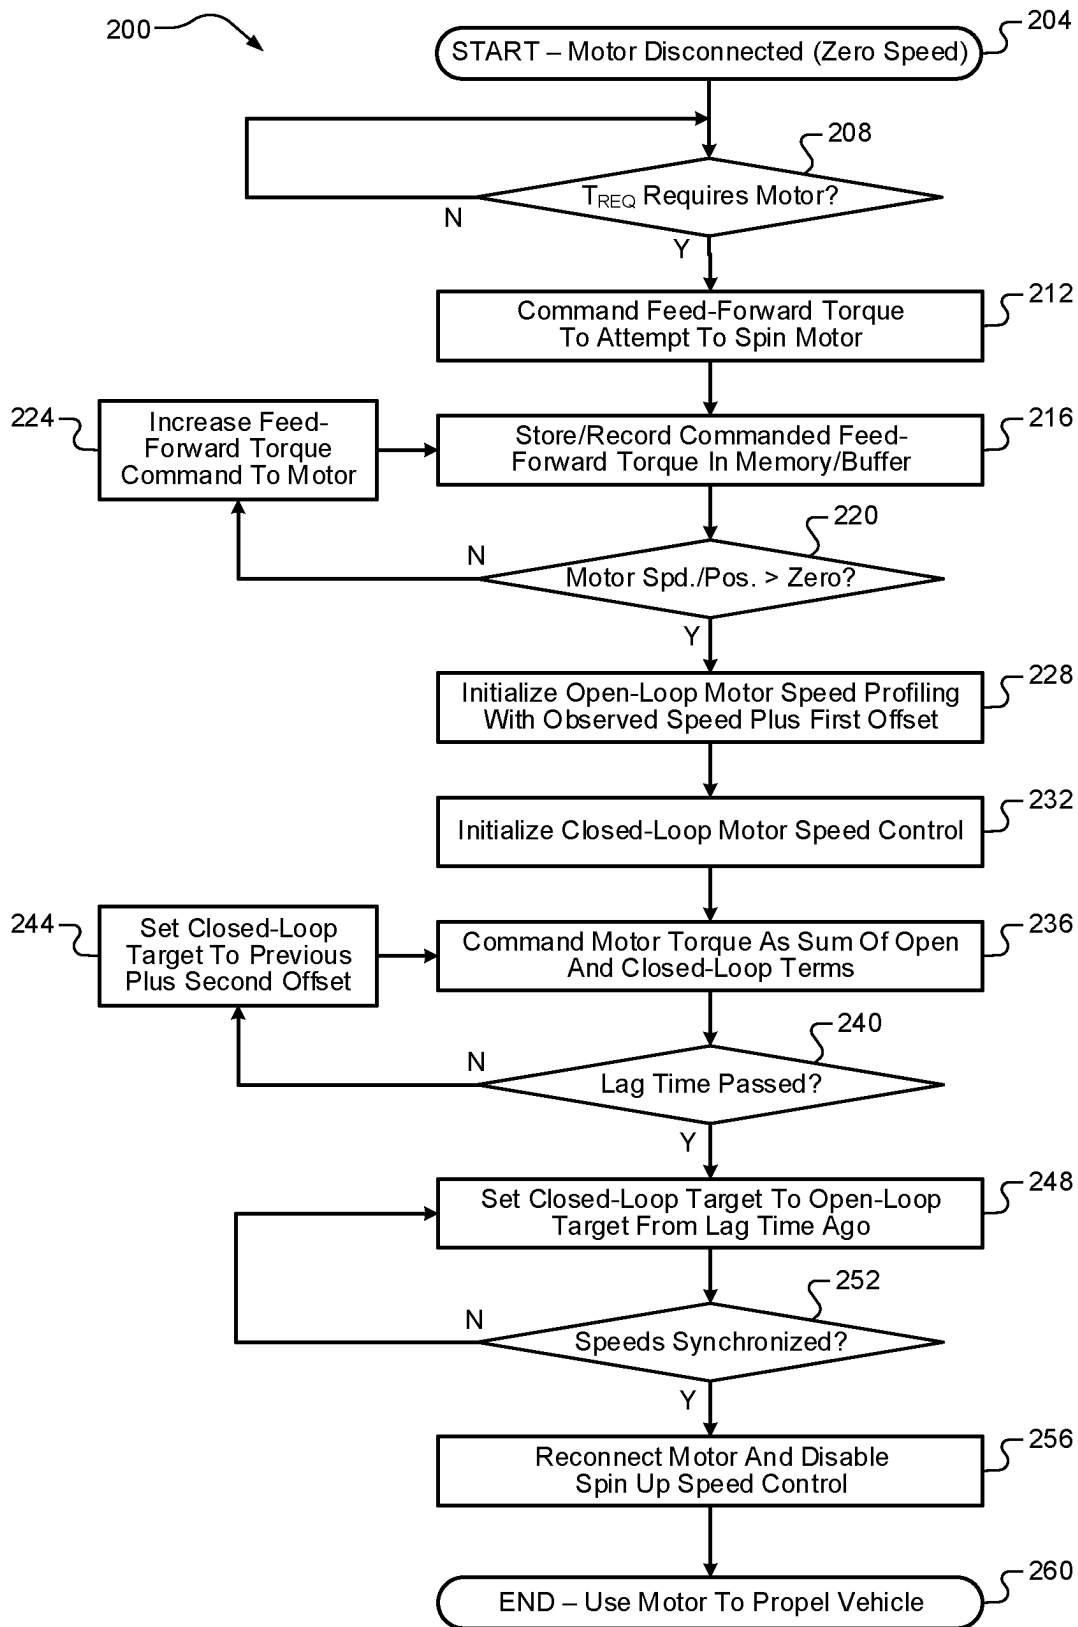 200
START – Motor Disconnected (Zero Speed)
204
208
TREQ Requires Motor?
N
Y
Command Feed-Forward Torque
To Attempt To Spin Motor
212
224
Increase Feed-
Forward Torque
Command To Motor
Store/Record Commanded Feed-
Forward Torque In Memory/Buffer
216
220
N
Motor Spd./Pos. > Zero?
Y
Initialize Open-Loop Motor Speed Profiling
With Observed Speed Plus First Offset
228
232
Initialize Closed-Loop Motor Speed Control
244
Set Closed-Loop
Target To Previous
Plus Second Offset
Command Motor Torque As Sum Of Open
And Closed-Loop Terms
236
240
N
Lag Time Passed?
Y
Set Closed-Loop Target To Open-Loop
Target From Lag Time Ago
248
252
N
Speeds Synchronized?
Y
Reconnect Motor And Disable
Spin Up Speed Control
256
END – Use Motor To Propel Vehicle
260